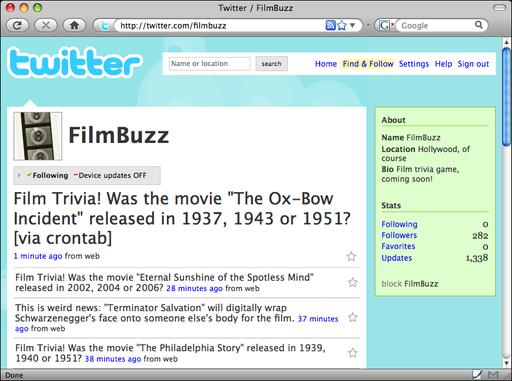 Twitter / FilmBuzz
http://twitter.com/filmbuzz
Google
twitter
Name or location
search
Home Find & Follow Settings Help Sign out
FilmBuzz
Following Device updates OFF
Film Trivia! Was the movie "The Ox-Bow
Incident" released in 1937, 1943 or 1951?
[via crontab]
1 minute ago from web
Film Trivia! Was the movie "Eternal Sunshine of the Spotless Mind"
released in 2002, 2004 or 2006? 28 minutes ago from web
This is weird news: "Terminator Salvation" will digitally wrap
Schwarzenegger's face onto someone else's body for the film. 37 minutes
ago from web
Film Trivia! Was the movie "The Philadelphia Story" released in 1939,
1940 or 1951? 38 minutes ago from web
About
Name FilmBuzz
Location Hollywood, of
course
Bio Film trivia game,
coming soon!
Stats
Following 0
Followers 282
Favorites 0
Updates 1,338
block FilmBuzz
Done